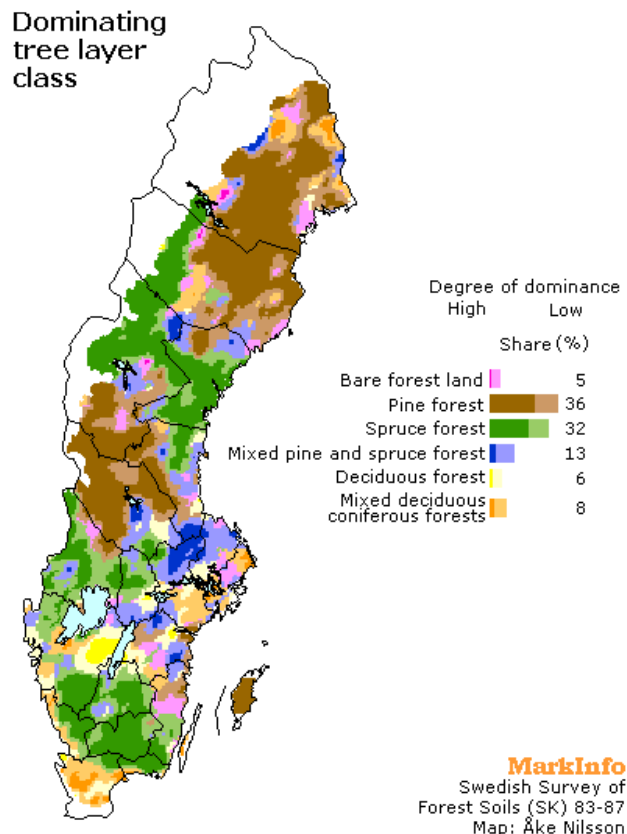 Dominating
tree layer
class
Degree of dominance
High Low
Share (%)
Bare forest land 5
Pine forest 36
Spruce forest 32
Mixed pine and spruce forest 13
Deciduous forest 6
Mixed deciduous
coniferous forests 8
MarkInfo
Swedish Survey of
Forest Soils (SK) 83-87
Map: Åke Nilsson